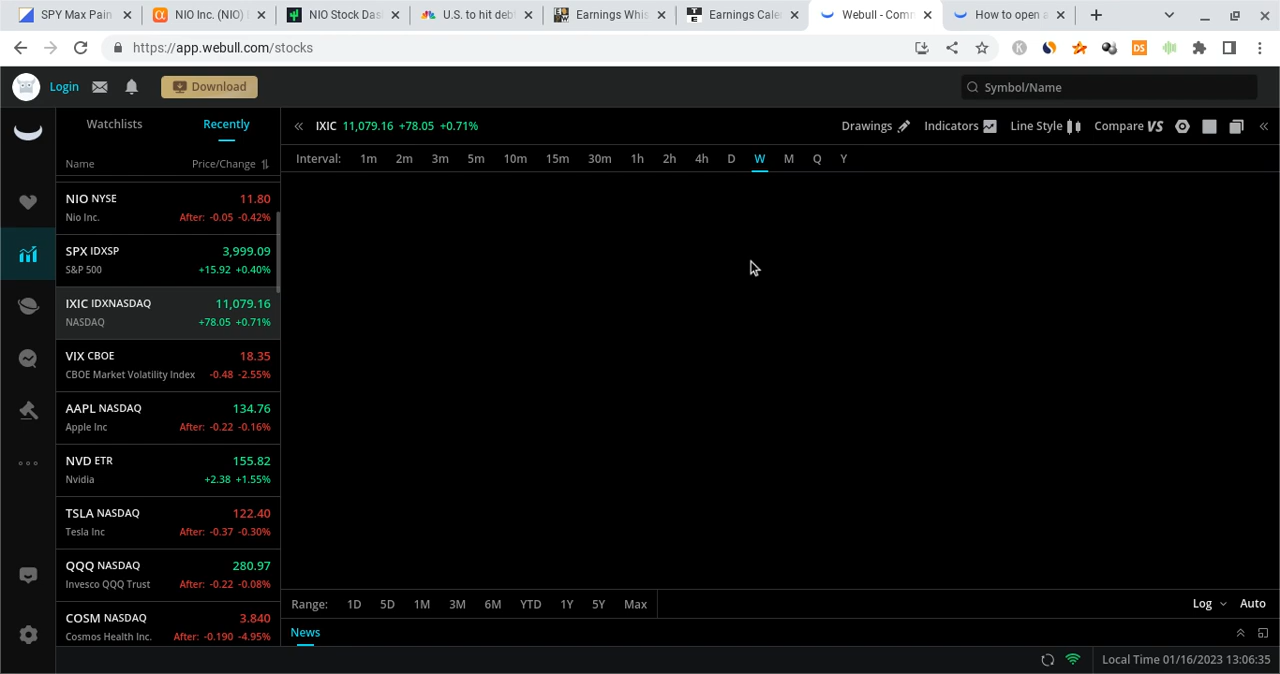 SPY Max Pain
NIO Inc. (NIO)
NIO Stock Das
U.S. to hit deb
Earnings Whis
Earnings Cale
Webull - Com
How to open a
https://app.webull.com/stocks
Login
Download
Symbol/Name
Watchlists Recently
IXIC 11,079.16 +78.05 +0.71%
Drawings Indicators Line Style Compare VS
Name Price/Change
Interval: 1m 2m 3m 5m 10m 15m 30m 1h 2h 4h D W M Q Y
NIO NYSE 11.80
Nio Inc. After: -0.05 -0.42%
SPX IDXSP 3,999.09
S&P 500 +15.92 +0.40%
IXIC IDXNASDAQ 11,079.16
NASDAQ +78.05 +0.71%
VIX CBOE 18.35
CBOE Market Volatility Index -0.48 -2.55%
AAPL NASDAQ 134.76
Apple Inc After: -0.22 -0.16%
NVD ETR 155.82
Nvidia +2.38 +1.55%
TSLA NASDAQ 122.40
Tesla Inc After: -0.37 -0.30%
QQQ NASDAQ 280.97
Invesco QQQ Trust After: -0.22 -0.08%
COSM NASDAQ 3.840
Cosmos Health Inc. After: -0.190 -4.95%
Range: 1D 5D 1M 3M 6M YTD 1Y 5Y Max
Log Auto
News
Local Time 01/16/2023 13:06:35